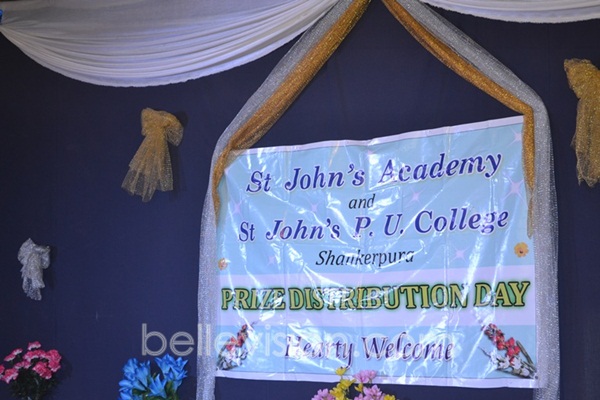 St John's Academy
and
St John's P. U. College
Shankerpura
PRIZE DISTRIBUTION DAY
Hearty Welcome